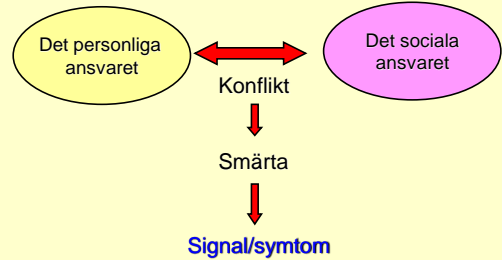 Det personliga
ansvaret
Det sociala
ansvaret
Konflikt
Smärta
Signal/symtom